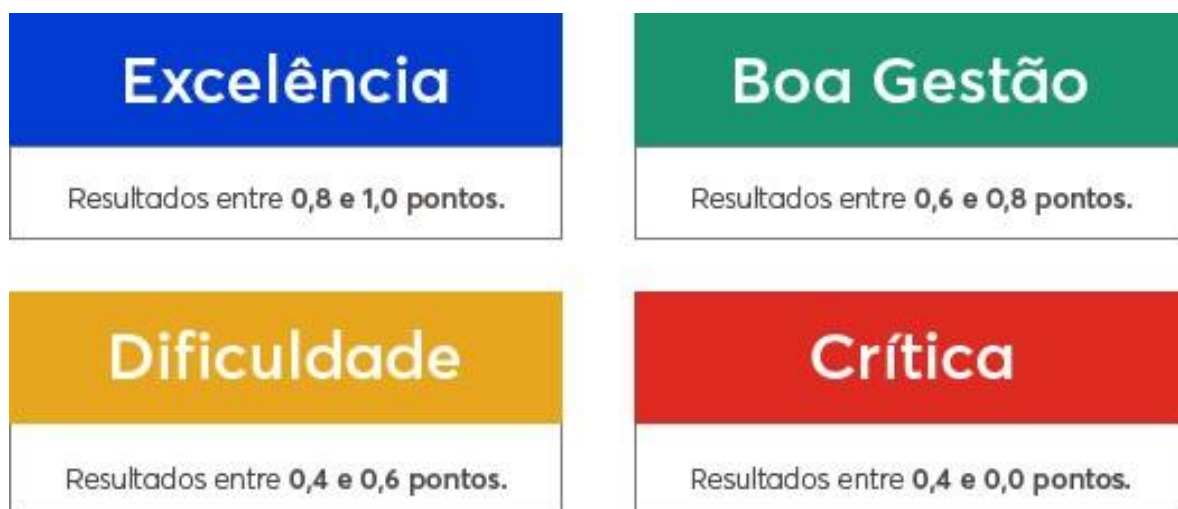 Excelência
Resultados entre 0,8 e 1,0 pontos.
Boa Gestão
Resultados entre 0,6 e 0,8 pontos.
Dificuldade
Resultados entre 0,4 e 0,6 pontos.
Crítica
Resultados entre 0,4 e 0,0 pontos.